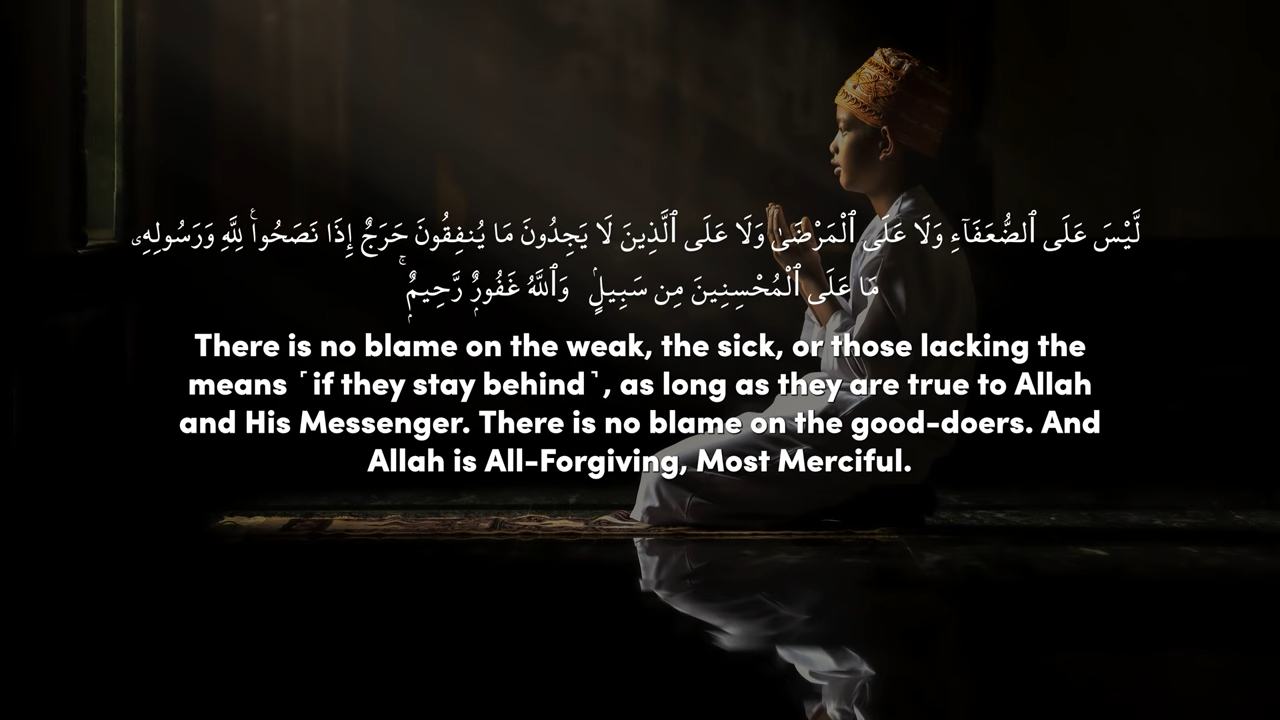 لَّيْسَ عَلَى ٱلضُّعَفَآءِ وَلَا عَلَى ٱلْمَرْضَىٰ وَلَا عَلَى ٱلَّذِينَ لَا يَجِدُونَ مَا يُنفِقُونَ حَرَجٌ إِذَا نَصَحُوا۟ لِلَّهِ وَرَسُولِهِۦ ۚ
مَا عَلَى ٱلْمُحْسِنِينَ مِن سَبِيلٍۢ ۚ وَٱللَّهُ غَفُورٌۭ رَّحِيمٌۭ
There is no blame on the weak, the sick, or those lacking the
means ˹if they stay behind˺, as long as they are true to Allah
and His Messenger. There is no blame on the good-doers. And
Allah is All-Forgiving, Most Merciful.